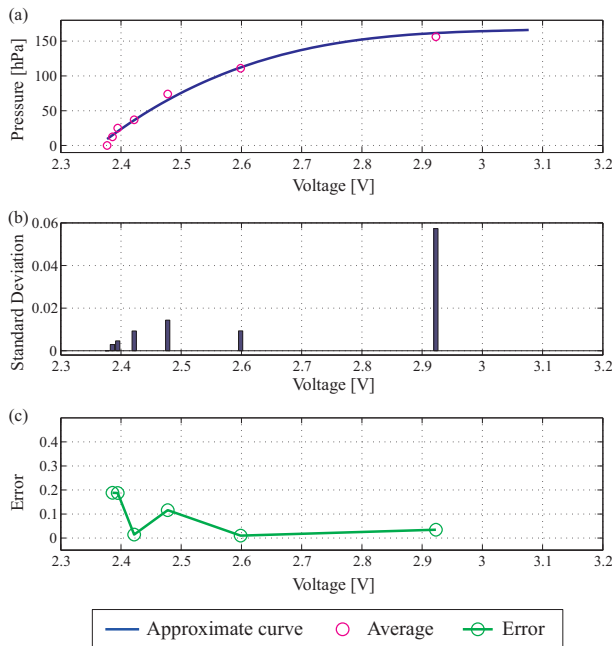 (a)
150
100
50
0
Pressure [hPa]
2.3 2.4 2.5 2.6 2.7 2.8 2.9 3 3.1 3.2
Voltage [V]
(b)
0.06
0.04
0.02
0
Standard Deviation
2.3 2.4 2.5 2.6 2.7 2.8 2.9 3 3.1 3.2
Voltage [V]
(c)
0.4
0.3
0.2
0.1
0
Error
2.3 2.4 2.5 2.6 2.7 2.8 2.9 3 3.1 3.2
Voltage [V]
Approximate curve Average Error